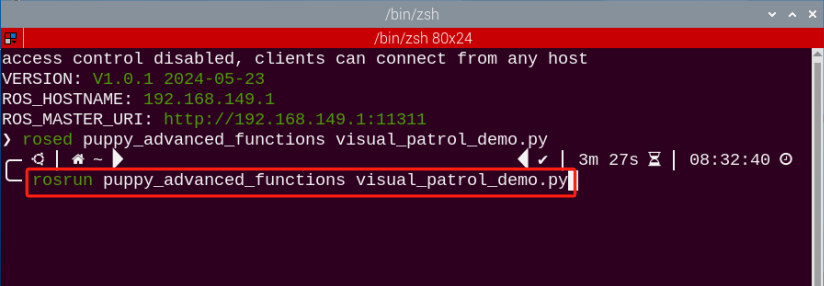 /bin/zsh
/bin/zsh 80x24
access control disabled, clients can connect from any host
VERSION: V1.0.1 2024-05-23
ROS_HOSTNAME: 192.168.149.1
ROS_MASTER_URI: http://192.168.149.1:11311
❯ rosed puppy_advanced_functions visual_patrol_demo.py
~ ✔ 3m 27s 08:32:40
rosrun puppy_advanced_functions visual_patrol_demo.py